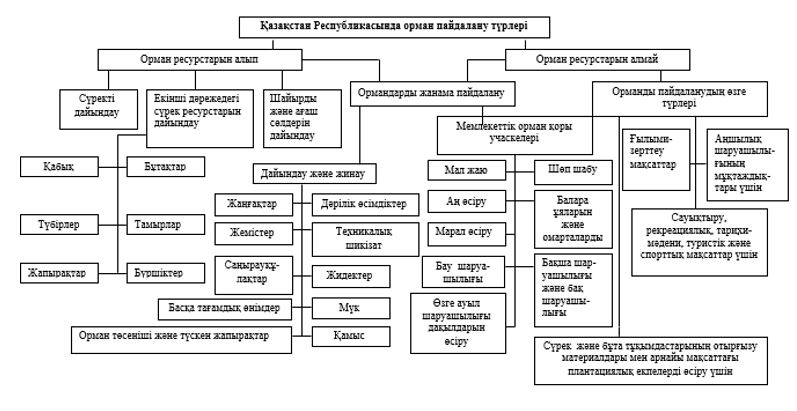 Қазақстан Республикасында орман пайдалану түрлері
Орман ресурстарын алып
Орман ресурстарын алмай
Сүректі
дайындау
Екінші дәрежедегі
сүрек ресурстарын
дайындау
Шайырды
және ағаш
сөлдерін
дайындау
Ормандарды жанама пайдалану
Орманды пайдаланудың өзге
түрлері
Қабық
Бұтақтар
Түбірлер
Тамырлар
Жапырақтар
Бүршіктер
Дайындау және жинау
Жаңғақтар
Дәрілік өсімдіктер
Жемістер
Техникалық
шикізат
Саңырауқұ-
лақтар
Жидектер
Басқа тағамдық өнімдер
Мүк
Орман төсеніші және түскен жапырақтар
Қамыс
Мемлекеттік орман қоры
учаскелері
Мал жаю
Шөп шабу
Аң өсіру
Балара
ұяларын
және
омарталарды
Марал өсіру
Бау шаруа-
шылығы
Бақша шар-
уашылығы
және бақ
шаруашы-
лығы
Өзге ауыл
шаруашылығы
дақылдарын
өсіру
Ғылыми-
зерттеу
мақсаттар
Аңшылық
шаруашылы-
ғының
мұқтаждық-
тары үшін
Сауықтыру,
рекреациялық, тарихи-
мәдени, туристік және
спорттық мақсаттар үшін
Сүрек және бұта тұқымдастарының отырғызу
материалдары мен арнайы мақсаттағы
плантациялық екпелерді өсіру үшін